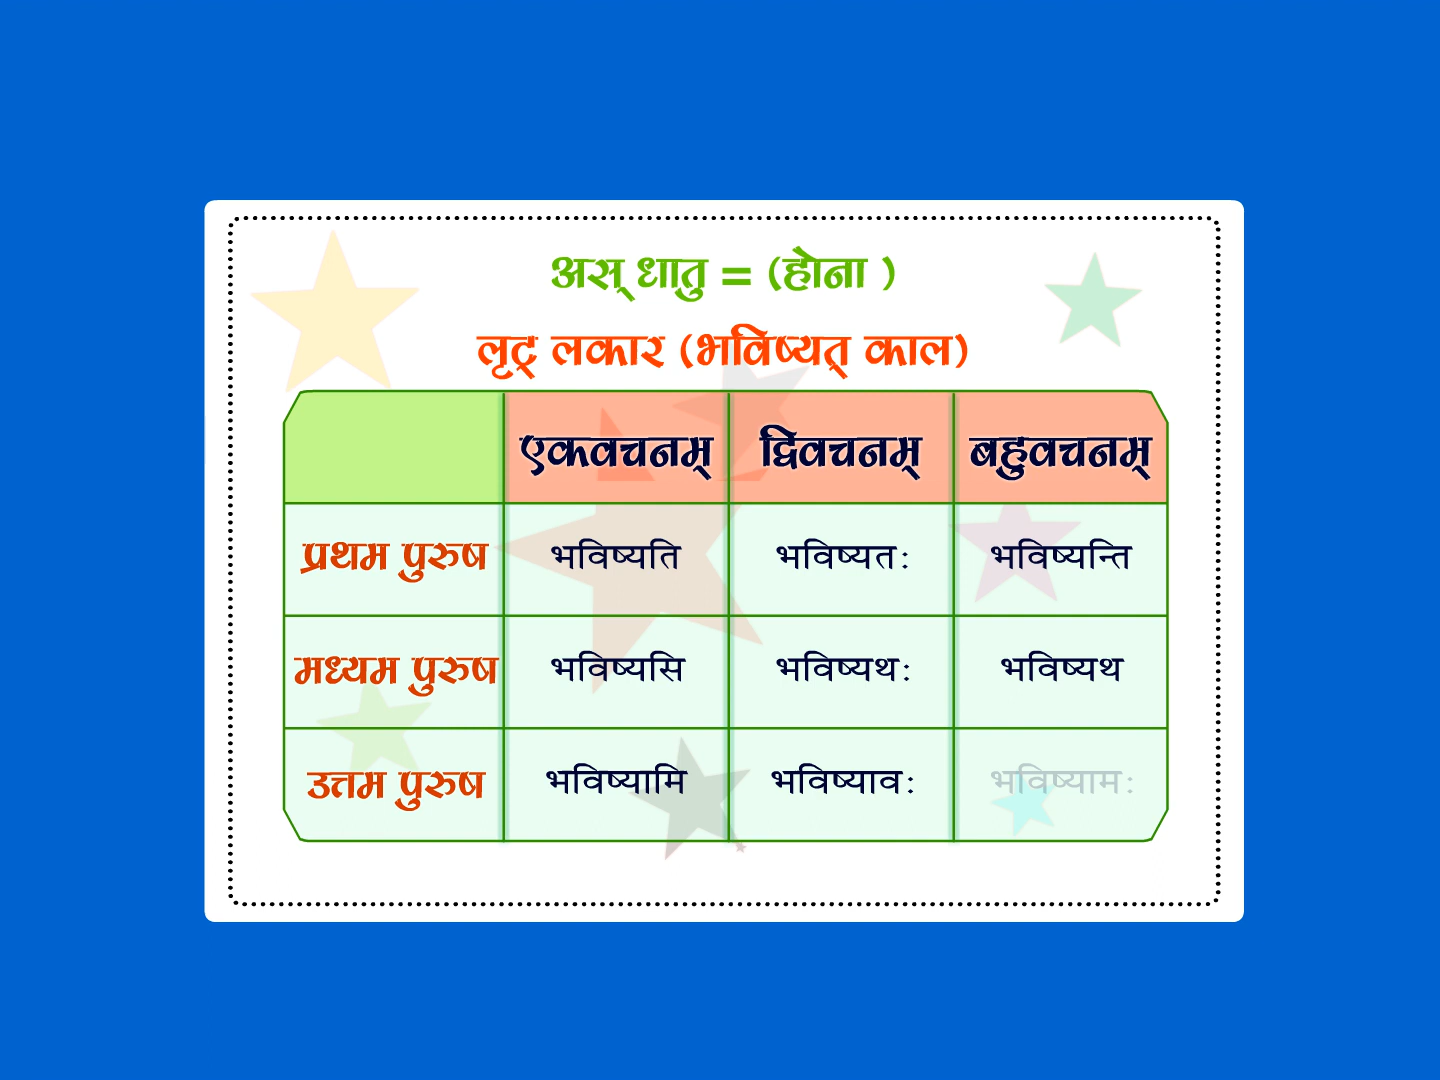 अस् धातु = (होना )
लृट् लकार (भविष्यत् काल)
एकवचनम् द्विवचनम् बहुवचनम्
प्रथम पुरुष भविष्यति भविष्यतः भविष्यन्ति
मध्यम पुरुष भविष्यसि भविष्यथः भविष्यथ
उत्तम पुरुष भविष्यामि भविष्यावः भविष्यामः